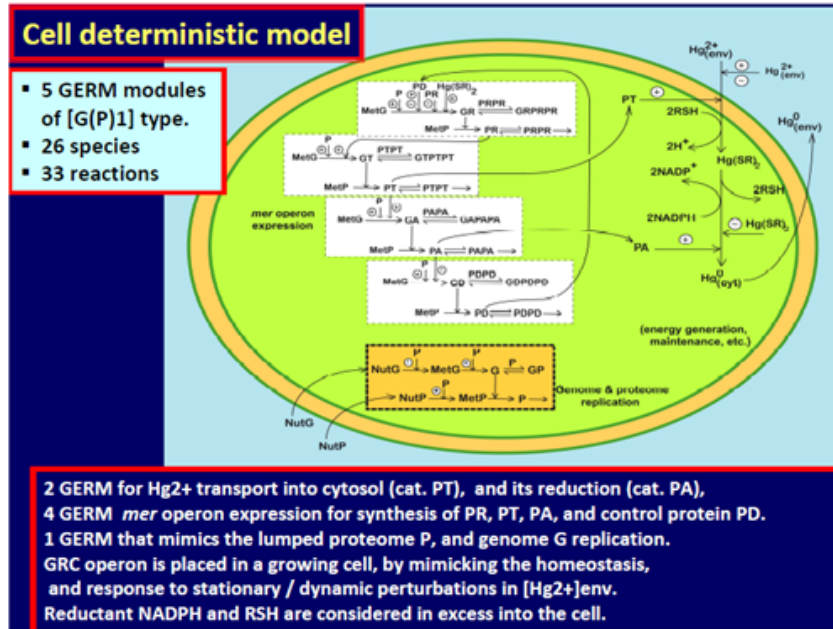 Cell deterministic model
▪ 5 GERM modules
of [G(P)1] type.
▪ 26 species
▪ 33 reactions
P PD PR Hg(SR)2
MetG GR PRPR GRPRPR
MetP PR PRPR
P
MetG GT PTPT GTPTPT
MetP PT PTPT
P
MetG GA PAPA GAPAPA
MetP PA PAPA
P
MetG GD PDPD GDPDPD
MetP PD PDPD
mer operon
expression
P P
NutG MetG G P GP
P
NutP MetP P
Genome & proteome
replication
NutG
NutP
Hg2+(env)
+ Hg2+(env)
−
PT +
2RSH
2H+
Hg(SR)2
2NADP+
2RSH
2NADPH
− Hg(SR)2
PA +
Hg0(cyt)
Hg0(env)
(energy generation,
maintenance, etc.)
2 GERM for Hg2+ transport into cytosol (cat. PT), and its reduction (cat. PA),
4 GERM mer operon expression for synthesis of PR, PT, PA, and control protein PD.
1 GERM that mimics the lumped proteome P, and genome G replication.
GRC operon is placed in a growing cell, by mimicking the homeostasis,
and response to stationary / dynamic perturbations in [Hg2+]env.
Reductant NADPH and RSH are considered in excess into the cell.